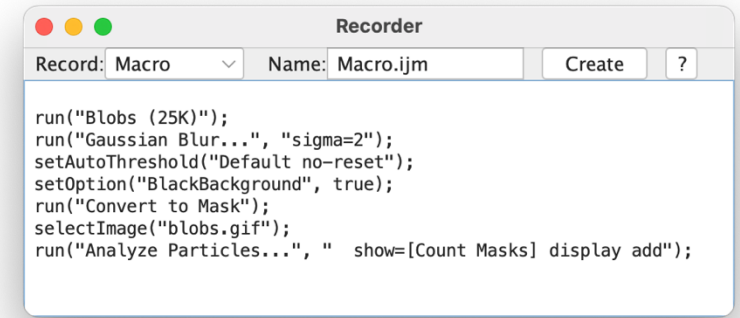 Recorder
Record: Macro Name: Macro.ijm Create ?
run("Blobs (25K)");
run("Gaussian Blur...", "sigma=2");
setAutoThreshold("Default no-reset");
setOption("BlackBackground", true);
run("Convert to Mask");
selectImage("blobs.gif");
run("Analyze Particles...", "  show=[Count Masks] display add");